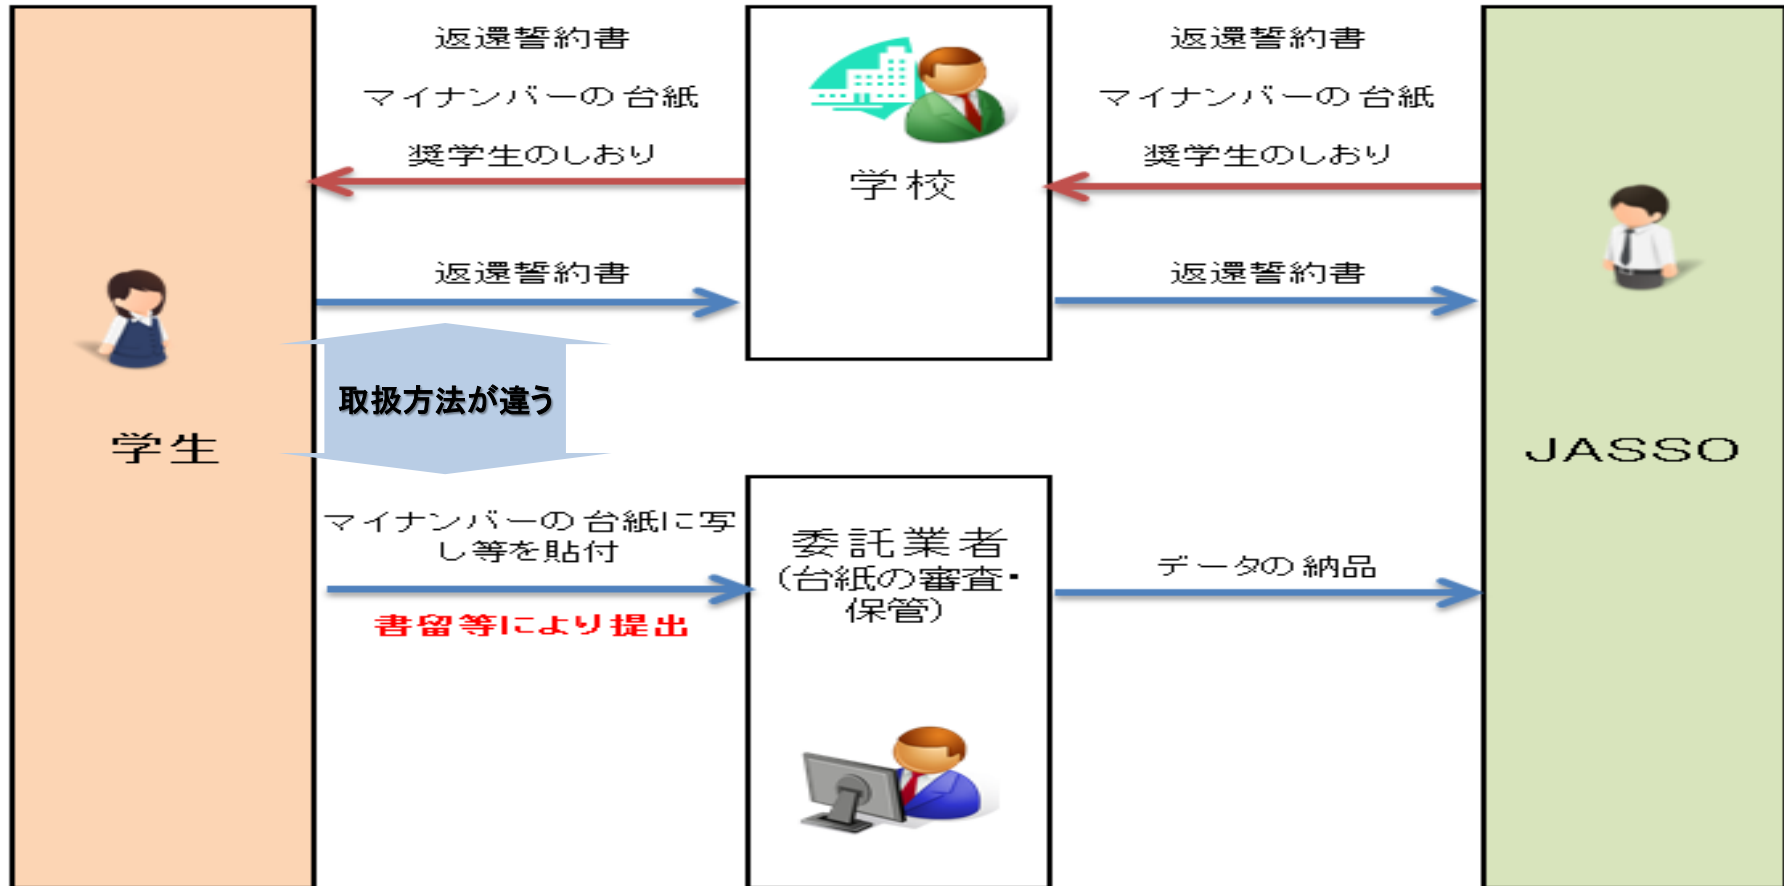 返還誓約書
マイナンバーの台紙
奨学生のしおり
返還誓約書
マイナンバーの台紙
奨学生のしおり
学校
返還誓約書
返還誓約書
取扱方法が違う
学生
JASSO
マイナンバーの台紙に写
し等を貼付
書留等により提出
委託業者
(台紙の審査・
保管)
データの納品